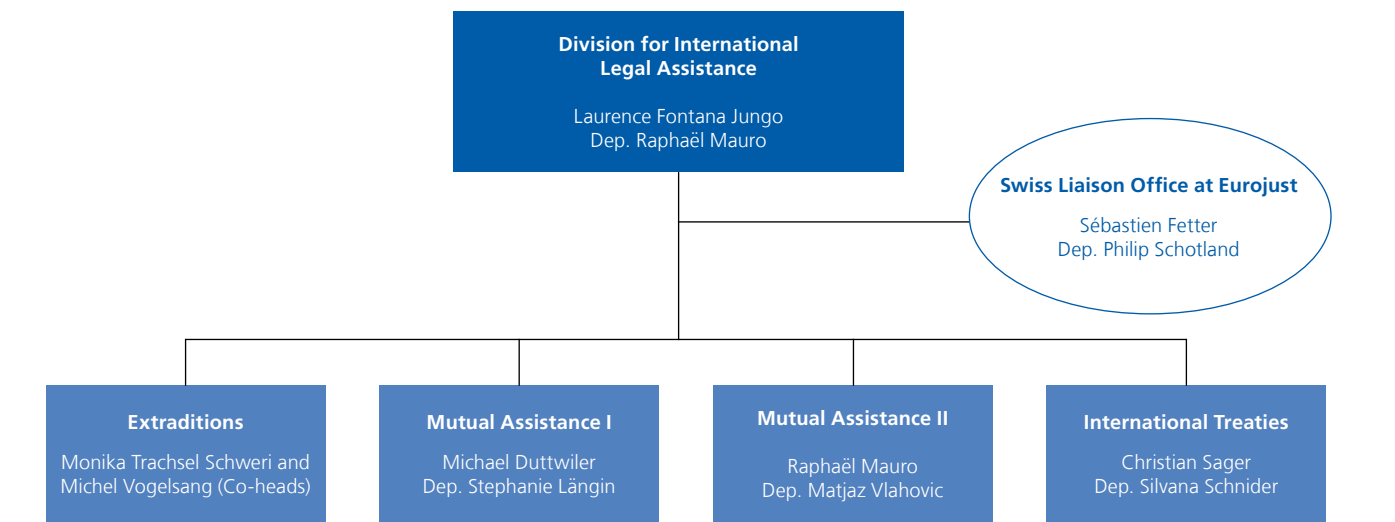 Division for International
Legal Assistance
Laurence Fontana Jungo
Dep. Raphaël Mauro
Swiss Liaison Office at Eurojust
Sébastien Fetter
Dep. Philip Schotland
Extraditions
Monika Trachsel Schweri and
Michel Vogelsang (Co-heads)
Mutual Assistance I
Michael Duttwiler
Dep. Stephanie Längin
Mutual Assistance II
Raphaël Mauro
Dep. Matjaz Vlahovic
International Treaties
Christian Sager
Dep. Silvana Schnider